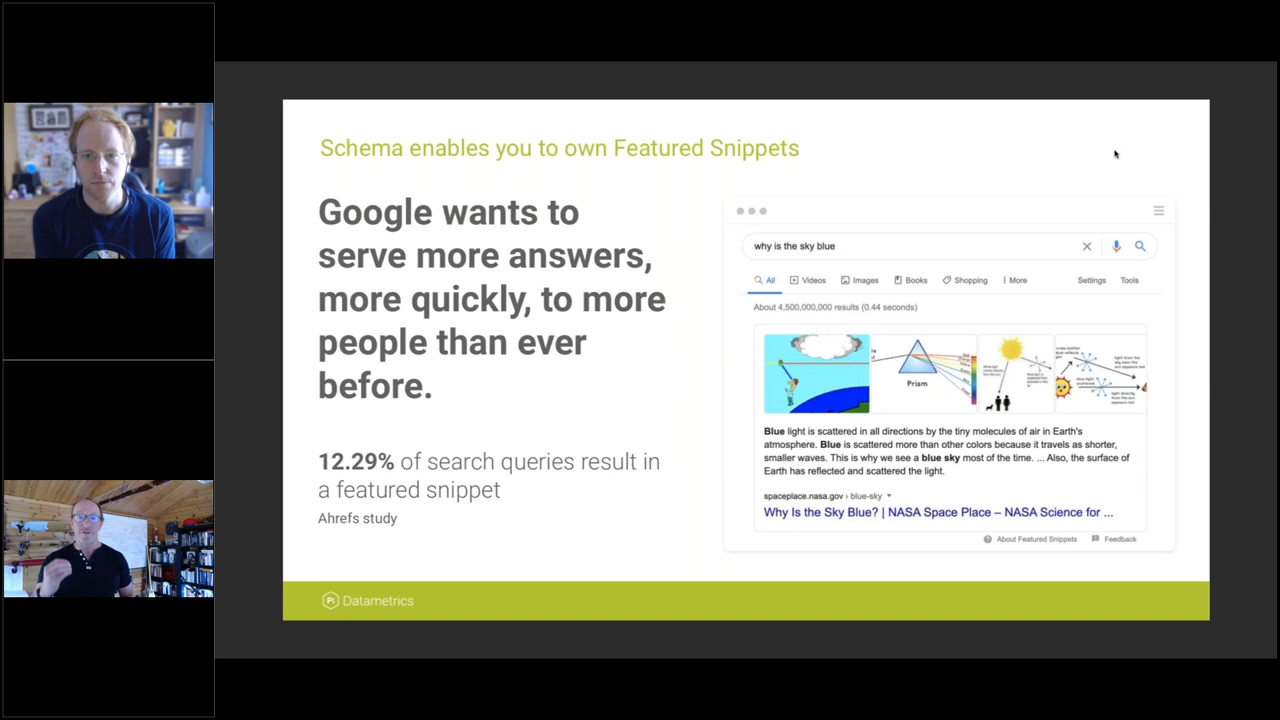 Schema enables you to own Featured Snippets
Google wants to
serve more answers,
more quickly, to more
people than ever
before.
12.29% of search queries result in
a featured snippet
Ahrefs study
why is the sky blue
All Videos Images Books Shopping More Settings Tools
About 4,500,000,000 results (0.44 seconds)
Prism
Blue light is scattered in all directions by the tiny molecules of air in Earth's
atmosphere. Blue is scattered more than other colors because it travels as shorter,
smaller waves. This is why we see a blue sky most of the time. ... Also, the surface of
Earth has reflected and scattered the light.
spaceplace.nasa.gov › blue-sky
Why Is the Sky Blue? | NASA Space Place – NASA Science for ...
About Featured Snippets Feedback
Pi Datametrics